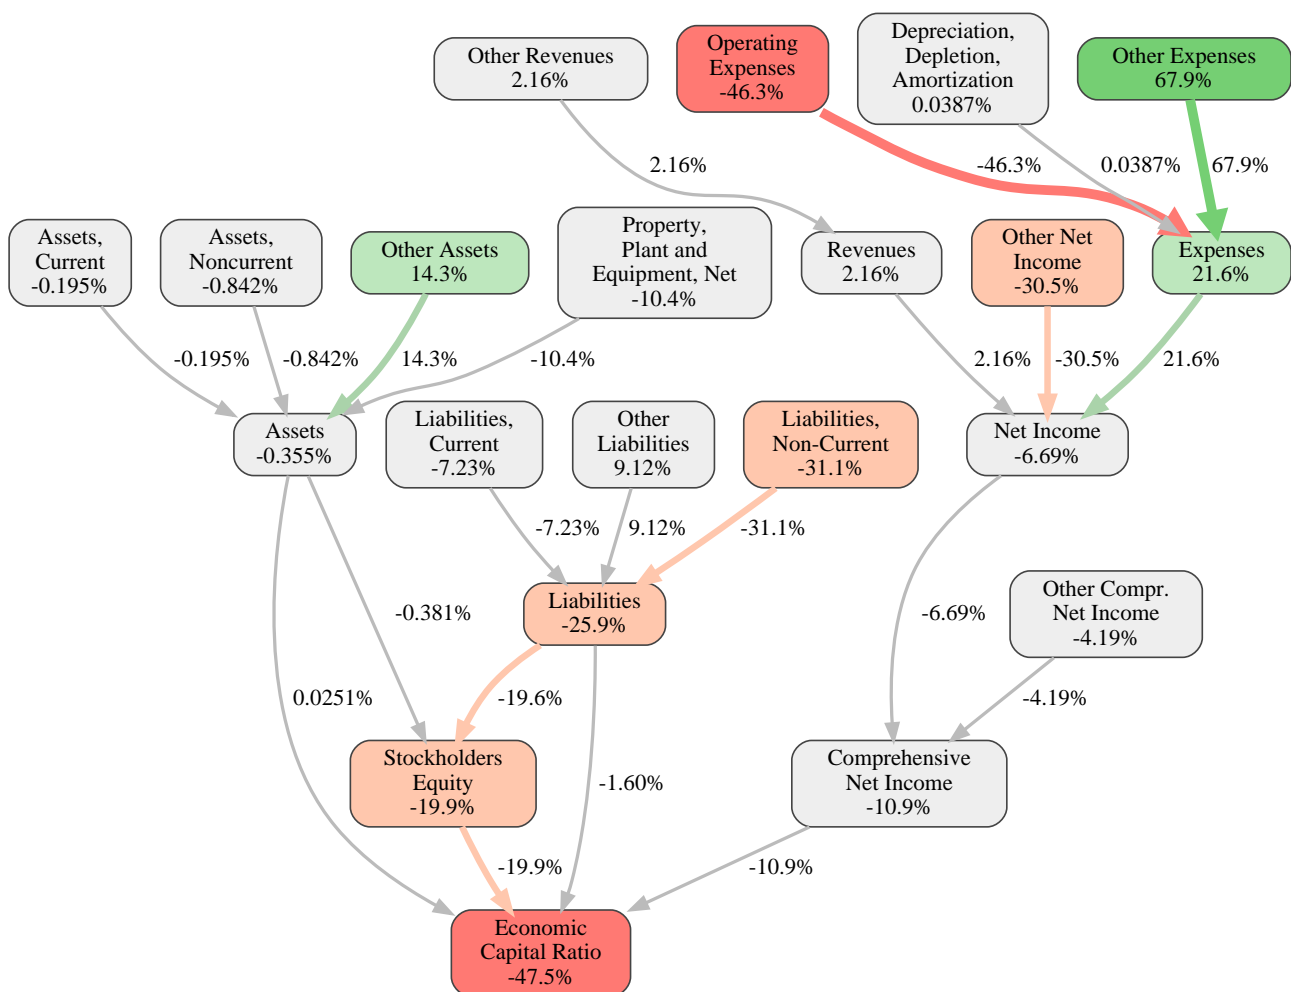 Other Revenues
2.16%
Operating
Expenses
-46.3%
Depreciation,
Depletion,
Amortization
0.0387%
Other Expenses
67.9%
2.16%
-46.3%
0.0387%
67.9%
Assets,
Current
-0.195%
Assets,
Noncurrent
-0.842%
Other Assets
14.3%
Property,
Plant and
Equipment, Net
-10.4%
Revenues
2.16%
Other Net
Income
-30.5%
Expenses
21.6%
-0.195%
-0.842%
14.3%
-10.4%
2.16%
-30.5%
21.6%
Assets
-0.355%
Liabilities,
Current
-7.23%
Other
Liabilities
9.12%
Liabilities,
Non-Current
-31.1%
Net Income
-6.69%
-7.23%
9.12%
-31.1%
Liabilities
-25.9%
-0.381%
-6.69%
Other Compr.
Net Income
-4.19%
0.0251%
-19.6%
-4.19%
Stockholders
Equity
-19.9%
-1.60%
Comprehensive
Net Income
-10.9%
-19.9%
-10.9%
Economic
Capital Ratio
-47.5%